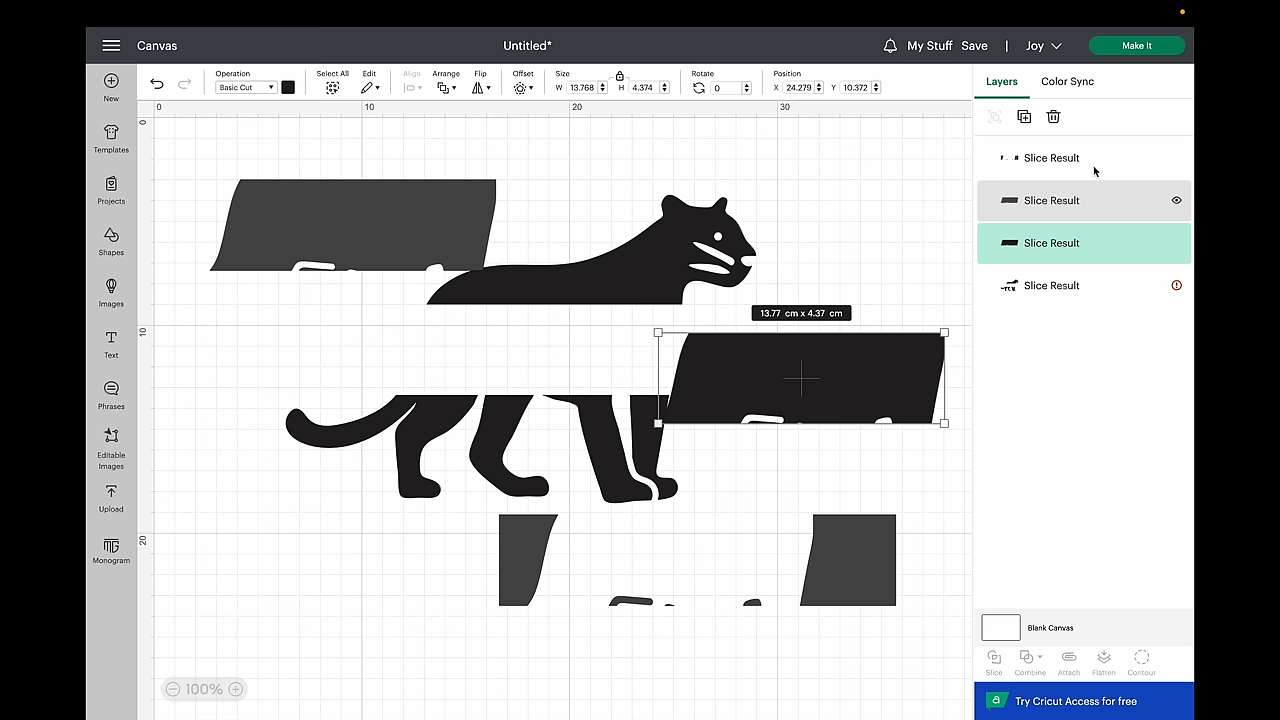 Canvas
Untitled*
My Stuff
Save
|
Joy
Make It
New
Templates
Projects
Shapes
Images
Text
Phrases
Editable
Images
Upload
Monogram
Operation
Basic Cut
Select All
Edit
Align
Arrange
Flip
Offset
Size
W 13.768
H 4.374
Rotate
0
Position
X 24.279
Y 10.372
0 10 20 30
0
10
20
13.77 cm x 4.37 cm
100%
Layers
Color Sync
Slice Result
Slice Result
Slice Result
Slice Result
Blank Canvas
Slice
Combine
Attach
Flatten
Contour
Try Cricut Access for free